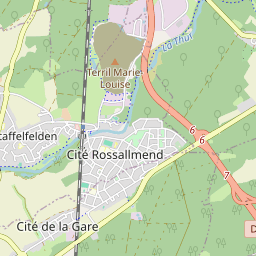 La Thur
Terril Marie-
Louise
taffelfelden
6
6
Cité Rossallmend
7
Cité de la Gare
D